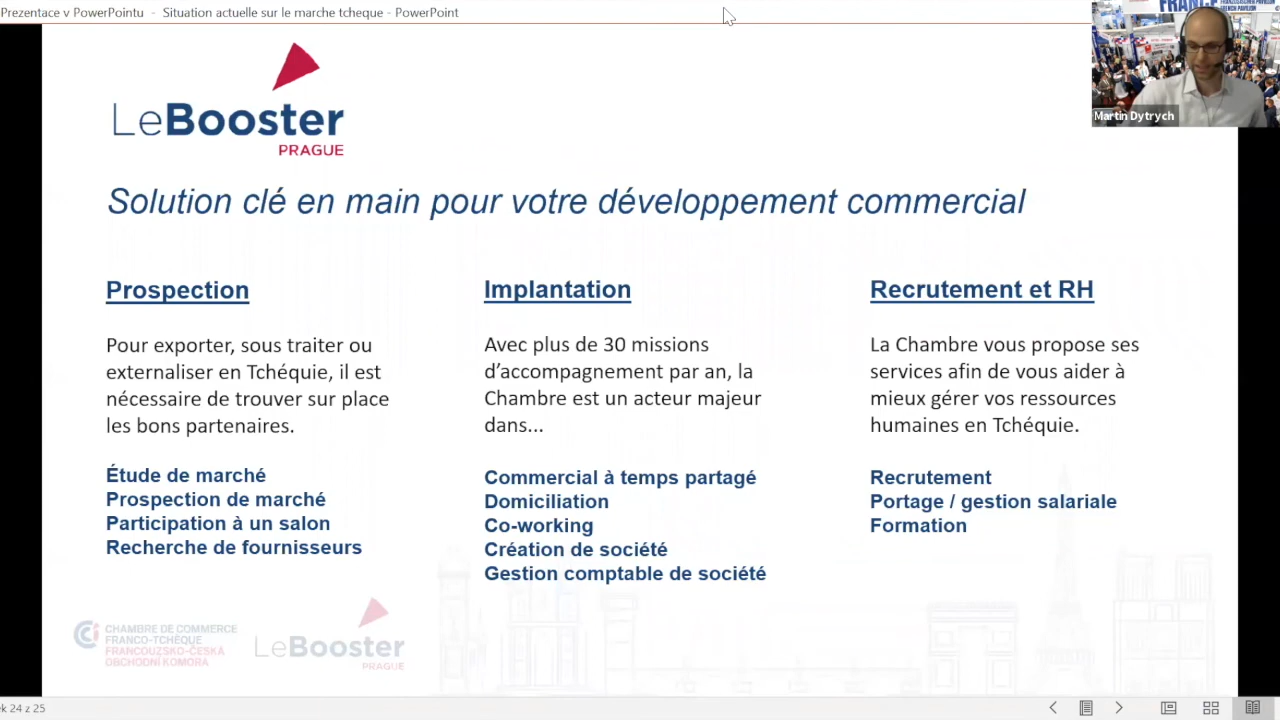 Prezentace v PowerPointu - Situation actuelle sur le marche tcheque - PowerPoint
FRANCE
FRENCH PAVILION
Martin Dytrych
LeBooster
PRAGUE
Solution clé en main pour votre développement commercial
Prospection
Pour exporter, sous traiter ou
externaliser en Tchéquie, il est
nécessaire de trouver sur place
les bons partenaires.
Étude de marché
Prospection de marché
Participation à un salon
Recherche de fournisseurs
Implantation
Avec plus de 30 missions
d’accompagnement par an, la
Chambre est un acteur majeur
dans...
Commercial à temps partagé
Domiciliation
Co-working
Création de société
Gestion comptable de société
Recrutement et RH
La Chambre vous propose ses
services afin de vous aider à
mieux gérer vos ressources
humaines en Tchéquie.
Recrutement
Portage / gestion salariale
Formation
CHAMBRE DE COMMERCE
FRANCO-TCHÈQUE
FRANCOUZSKO-ČESKÁ
OBCHODNÍ KOMORA
LeBooster
PRAGUE
ek 24 z 25